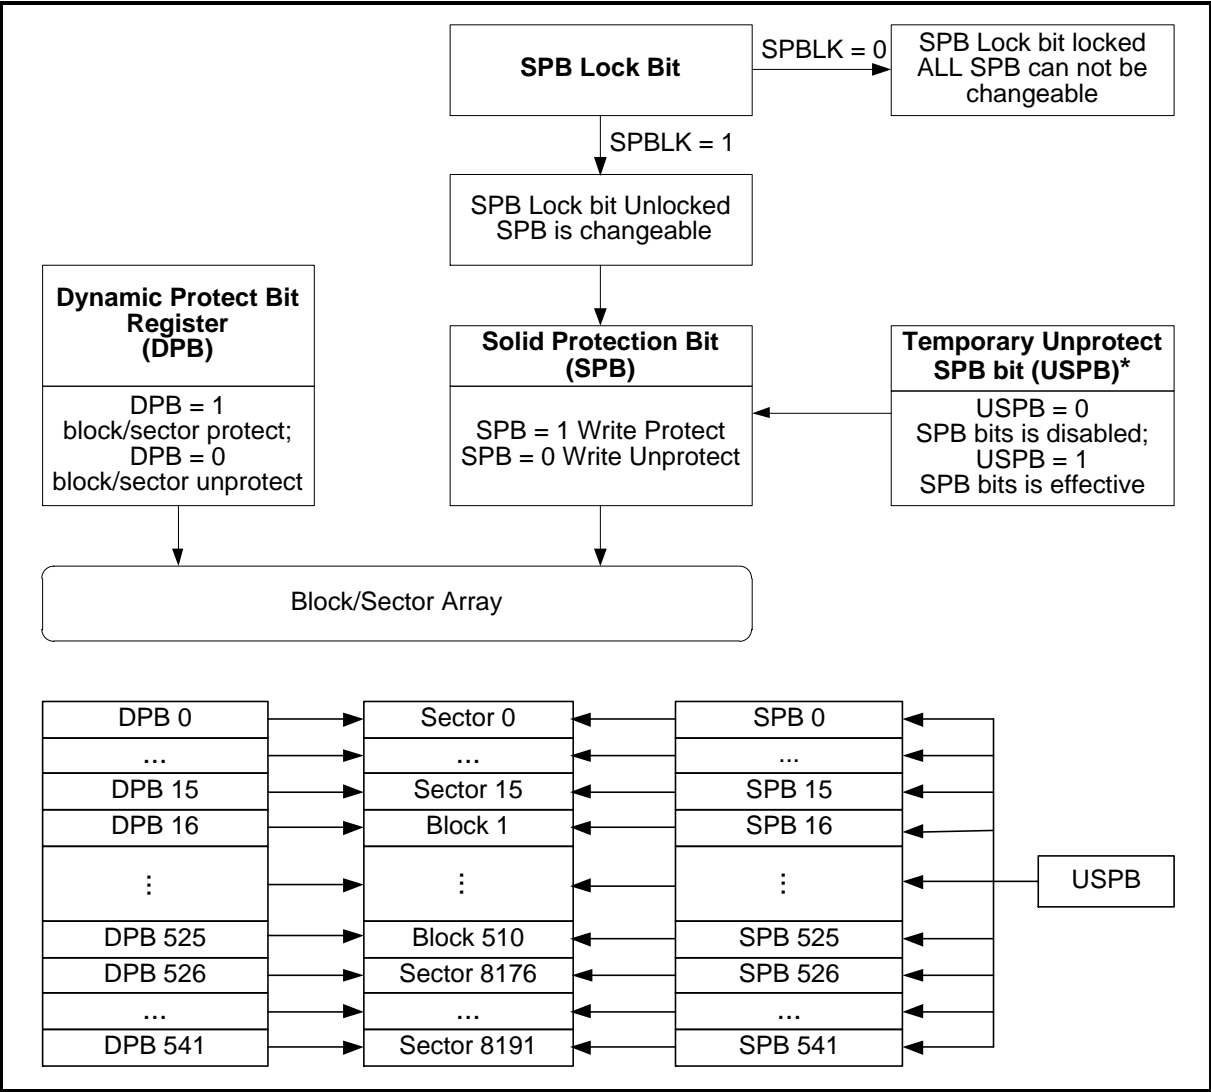 SPB Lock Bit
SPBLK = 0
SPB Lock bit locked
ALL SPB can not be
changeable
SPBLK = 1
SPB Lock bit Unlocked
SPB is changeable
Dynamic Protect Bit
Register
(DPB)
DPB = 1
block/sector protect;
DPB = 0
block/sector unprotect
Solid Protection Bit
(SPB)
SPB = 1 Write Protect
SPB = 0 Write Unprotect
Temporary Unprotect
SPB bit (USPB)*
USPB = 0
SPB bits is disabled;
USPB = 1
SPB bits is effective
Block/Sector Array
DPB 0
Sector 0
SPB 0
...
...
...
DPB 15
Sector 15
SPB 15
DPB 16
Block 1
SPB 16
⋮
⋮
⋮
USPB
DPB 525
Block 510
SPB 525
DPB 526
Sector 8176
SPB 526
...
...
...
DPB 541
Sector 8191
SPB 541